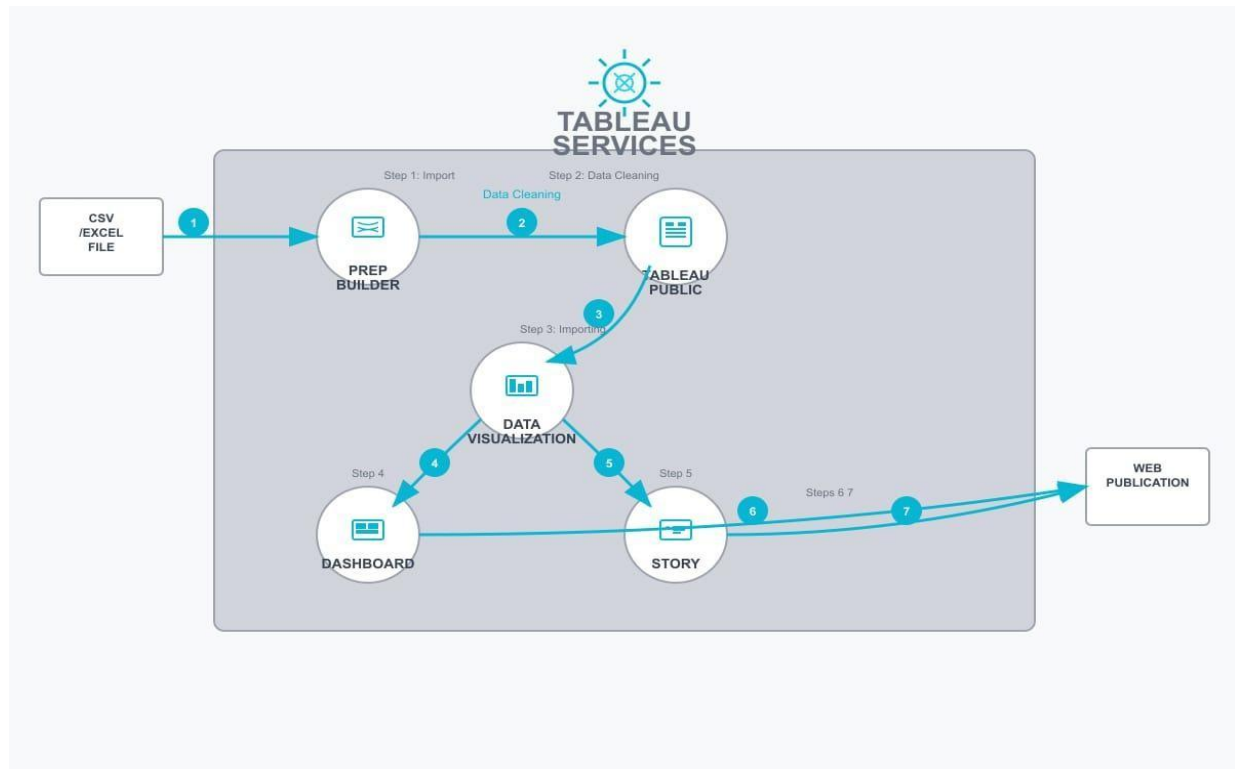 TABLEAU
SERVICES
Step 1: Import
Step 2: Data Cleaning
Data Cleaning
CSV
/EXCEL
FILE
1
2
PREP
BUILDER
TABLEAU
PUBLIC
3
Step 3: Importing
DATA
VISUALIZATION
4
5
Step 4
Step 5
Steps 6 7
WEB
PUBLICATION
6
7
DASHBOARD
STORY